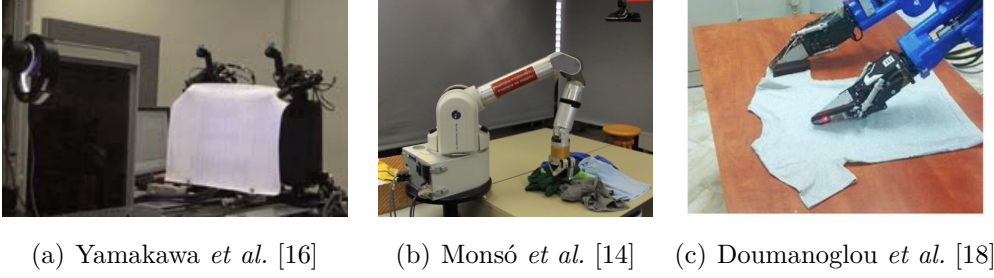 (a) Yamakawa et al. [16]
(b) Monsó et al. [14]
(c) Doumanoglou et al. [18]